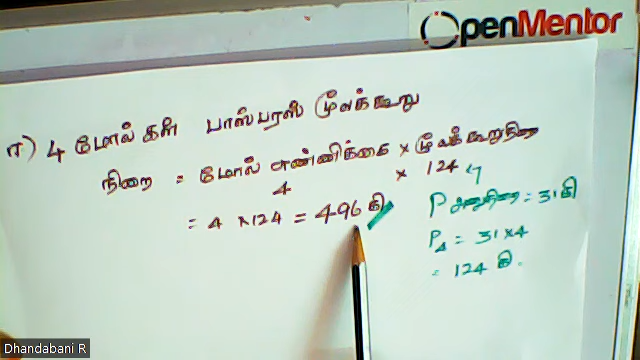 OpenMentor
எ) 4 மோல்கள் பாஸ்பரஸ் மூலக்கூறு
நிறை = மோல் எண்ணிக்கை × மூலக்கூறுநிறை
4 × 124
= 4 × 124 = 496 கி
P அணுநிறை = 31 கி
P4 = 31 × 4
= 124 கி.
Dhandabani R